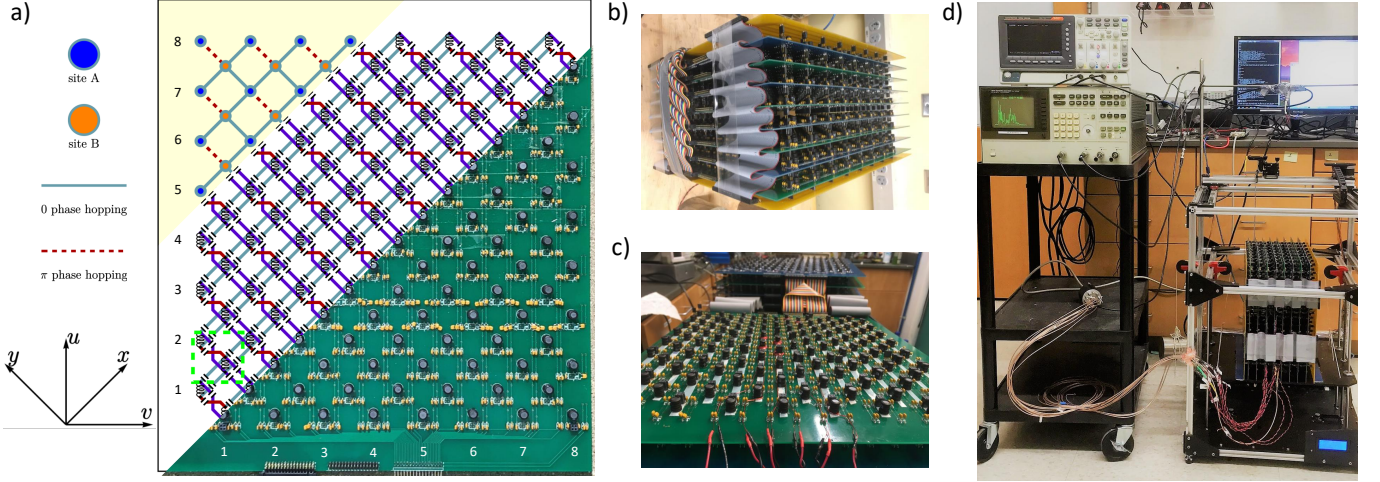 a)
b)
d)
8
7
6
5
4
3
2
1
site A
site B
0 phase hopping
π phase hopping
y
u
x
v
1 2 3 4 5 6 7 8
c)